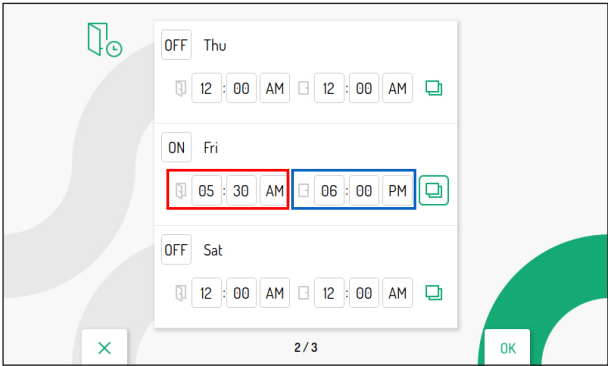 OFF Thu
12 : 00 AM 12 : 00 AM
ON Fri
05 : 30 AM 06 : 00 PM
OFF Sat
12 : 00 AM 12 : 00 AM
2/3 OK